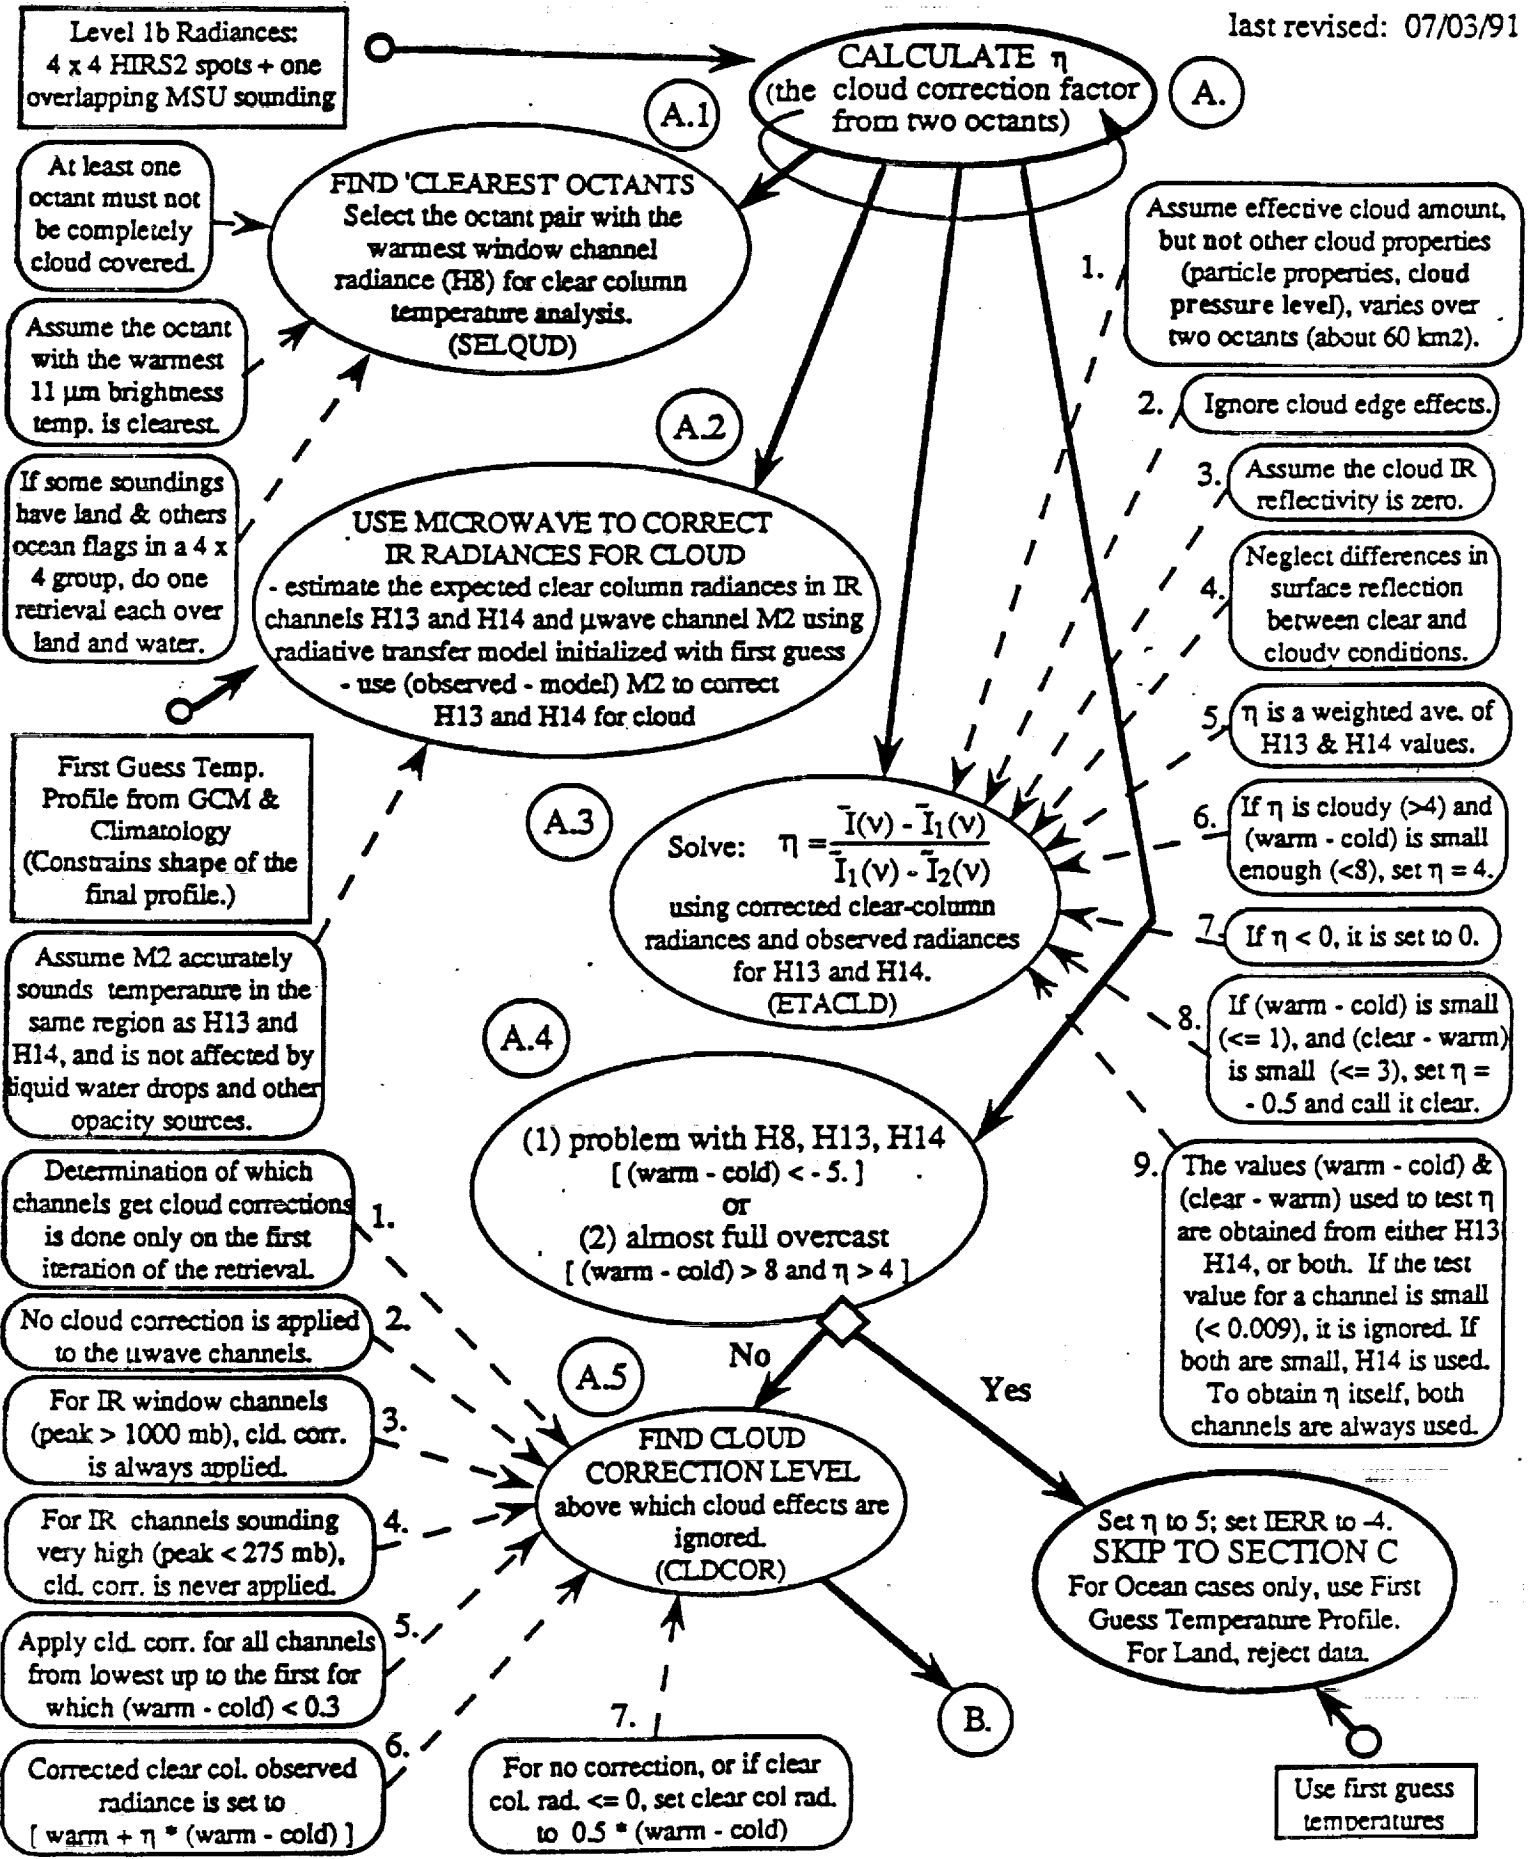 last revised: 07/03/91
Level 1b Radiances:
4 x 4 HIRS2 spots + one
overlapping MSU sounding
CALCULATE η
(the cloud correction factor
from two octants)
A.
A.1
At least one
octant must not
be completely
cloud covered.
FIND 'CLEAREST' OCTANTS
Select the octant pair with the
warmest window channel
radiance (H8) for clear column
temperature analysis.
(SELQUD)
Assume the octant
with the warmest
11 μm brightness
temp. is clearest.
If some soundings
have land & others
ocean flags in a 4 x
4 group, do one
retrieval each over
land and water.
A.2
USE MICROWAVE TO CORRECT
IR RADIANCES FOR CLOUD
- estimate the expected clear column radiances in IR
channels H13 and H14 and μwave channel M2 using
radiative transfer model initialized with first guess
- use (observed - model) M2 to correct
H13 and H14 for cloud
First Guess Temp.
Profile from GCM &
Climatology
(Constrains shape of the
final profile.)
Assume M2 accurately
sounds temperature in the
same region as H13 and
H14, and is not affected by
liquid water drops and other
opacity sources.
1.
Assume effective cloud amount,
but not other cloud properties
(particle properties, cloud
pressure level), varies over
two octants (about 60 km2).
2.
Ignore cloud edge effects.
3.
Assume the cloud IR
reflectivity is zero.
4.
Neglect differences in
surface reflection
between clear and
cloudy conditions.
5.
η is a weighted ave. of
H13 & H14 values.
6.
If η is cloudy (>4) and
(warm - cold) is small
enough (<8), set η = 4.
7.
If η < 0, it is set to 0.
8.
If (warm - cold) is small
(<= 1), and (clear - warm)
is small (<= 3), set η =
- 0.5 and call it clear.
9.
The values (warm - cold) &
(clear - warm) used to test η
are obtained from either H13
H14, or both. If the test
value for a channel is small
(< 0.009), it is ignored. If
both are small, H14 is used.
To obtain η itself, both
channels are always used.
A.3
Solve: η = Ī(ν) - Ĩ1(ν)
Ĩ1(ν) - Ĩ2(ν)
using corrected clear-column
radiances and observed radiances
for H13 and H14.
(ETACLD)
A.4
(1) problem with H8, H13, H14
[ (warm - cold) < - 5. ]
or
(2) almost full overcast
[ (warm - cold) > 8 and η > 4 ]
No
Yes
Determination of which
channels get cloud corrections
is done only on the first
iteration of the retrieval.
1.
No cloud correction is applied
to the μwave channels.
2.
For IR window channels
(peak > 1000 mb), cld. corr.
is always applied.
3.
For IR channels sounding
very high (peak < 275 mb),
cld. corr. is never applied.
4.
Apply cld. corr. for all channels
from lowest up to the first for
which (warm - cold) < 0.3
5.
Corrected clear col. observed
radiance is set to
[ warm + η * (warm - cold) ]
6.
7.
For no correction, or if clear
col. rad. <= 0, set clear col rad.
to 0.5 * (warm - cold)
A.5
FIND CLOUD
CORRECTION LEVEL
above which cloud effects are
ignored.
(CLDCOR)
B.
Set η to 5; set IERR to -4.
SKIP TO SECTION C
For Ocean cases only, use First
Guess Temperature Profile.
For Land, reject data.
Use first guess
temperatures